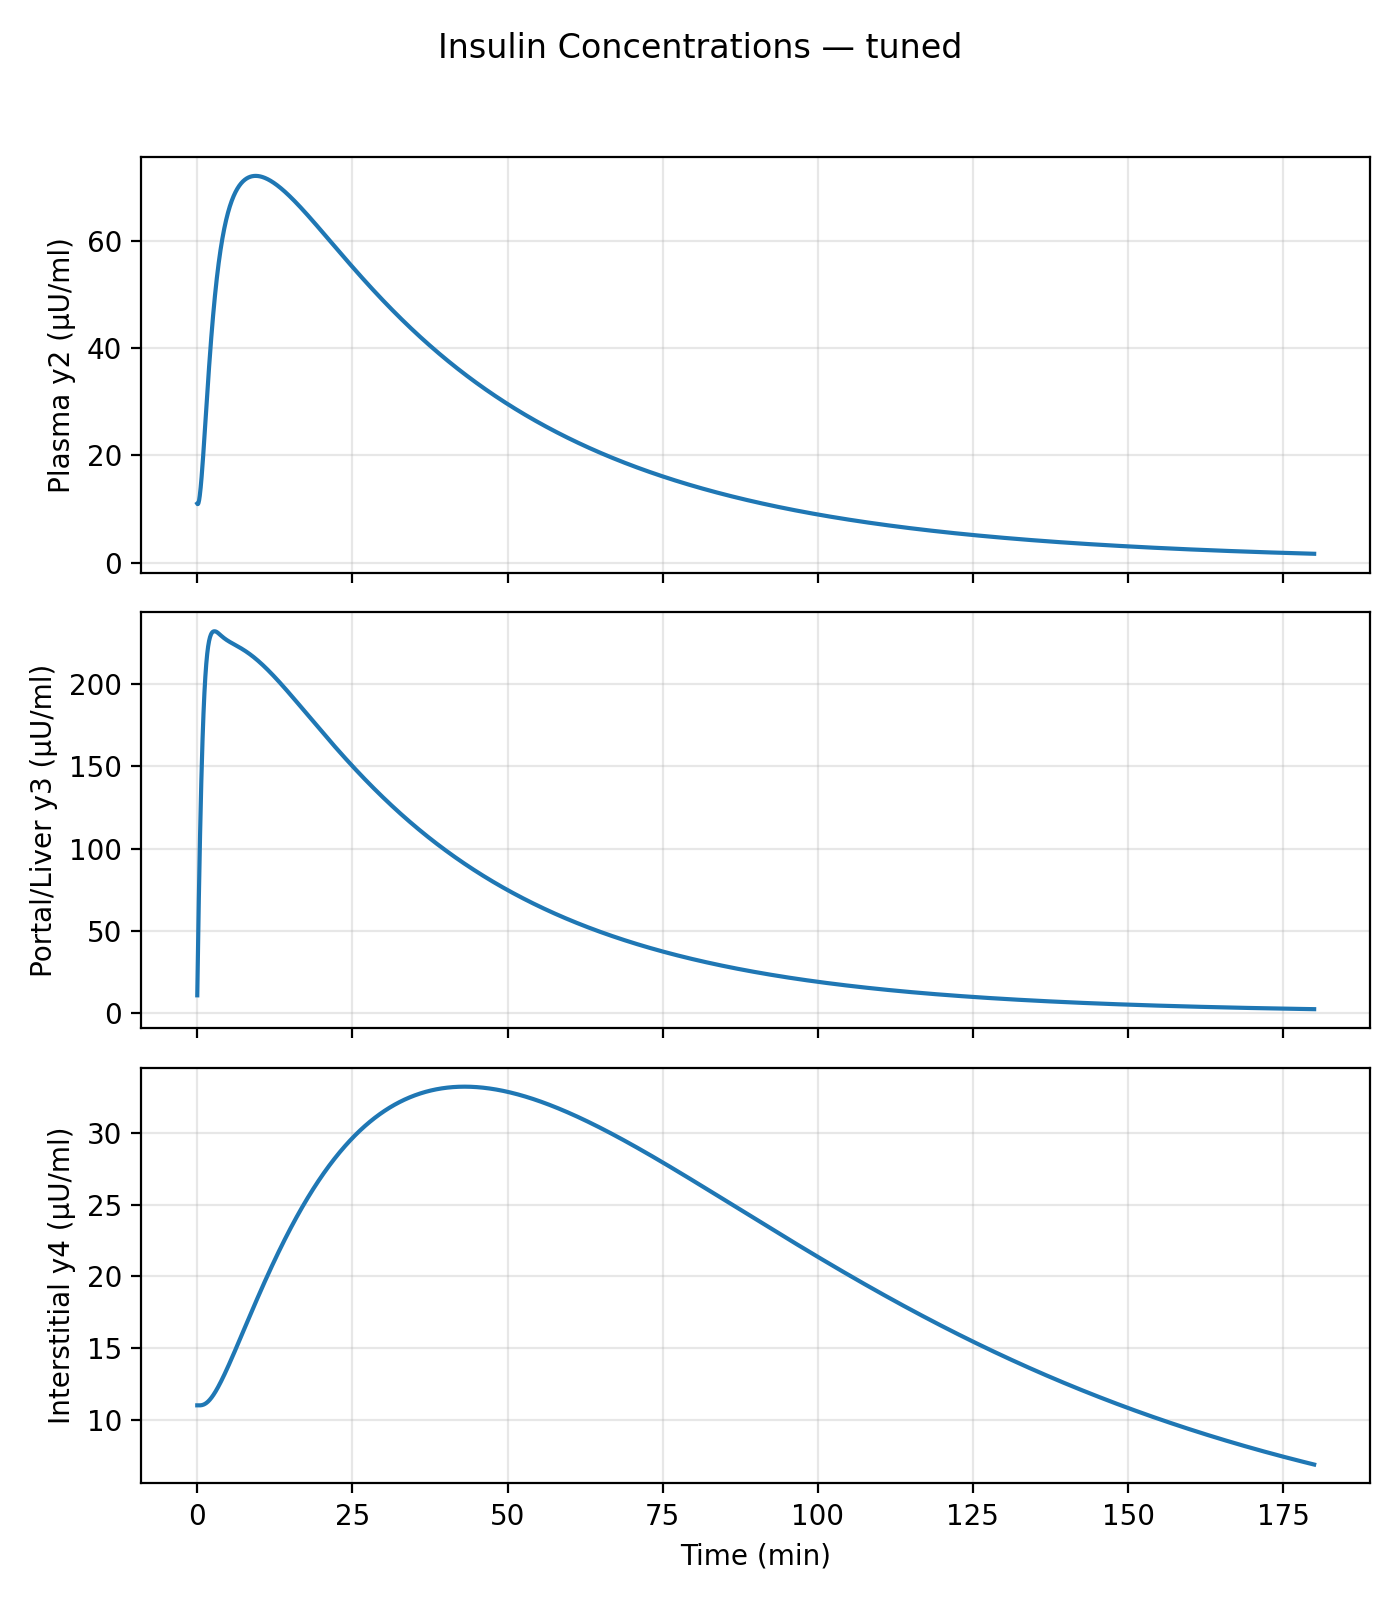 Insulin Concentrations — tuned
Plasma y2 (µU/ml)
60
40
20
0
Portal/Liver y3 (µU/ml)
200
150
100
50
0
Interstitial y4 (µU/ml)
30
25
20
15
10
0 25 50 75 100 125 150 175
Time (min)